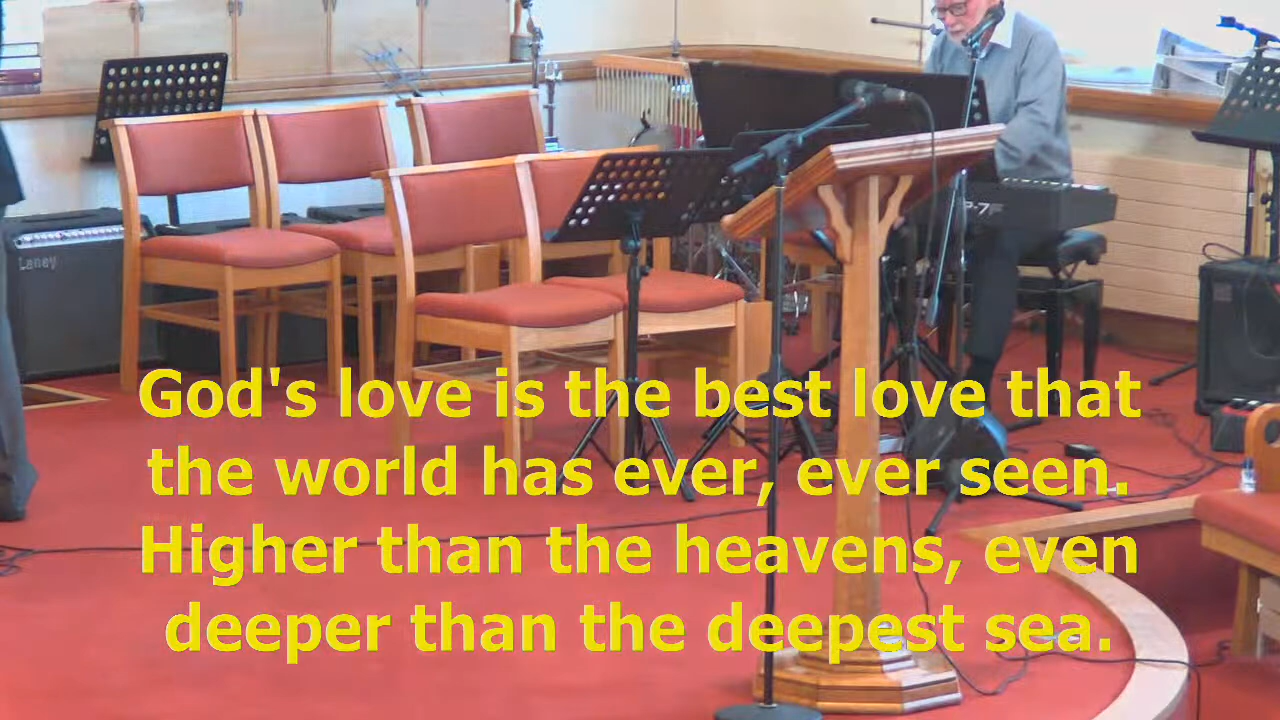 Laney
God's love is the best love that
the world has ever, ever seen.
Higher than the heavens, even
deeper than the deepest sea.